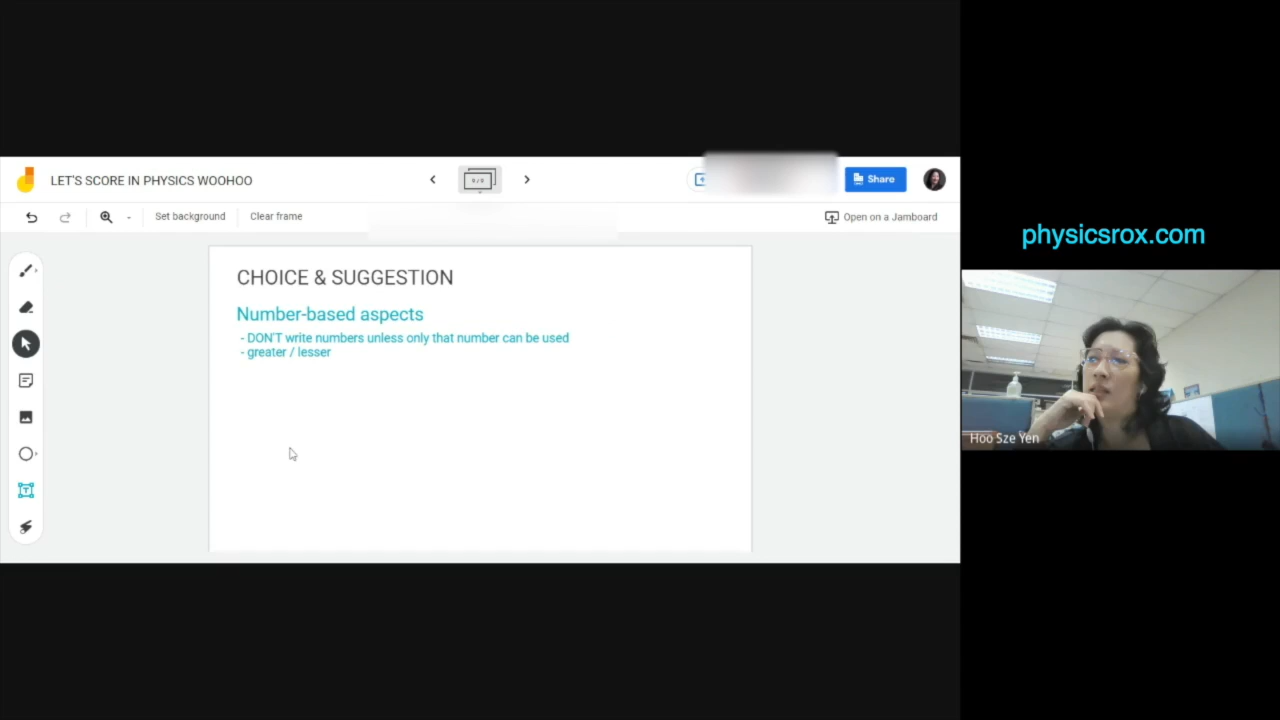 LET'S SCORE IN PHYSICS WOOHOO
Share
Set background
Clear frame
Open on a Jamboard
physicsrox.com
CHOICE & SUGGESTION
Number-based aspects
- DON'T write numbers unless only that number can be used
- greater / lesser
Hoo Sze Yen